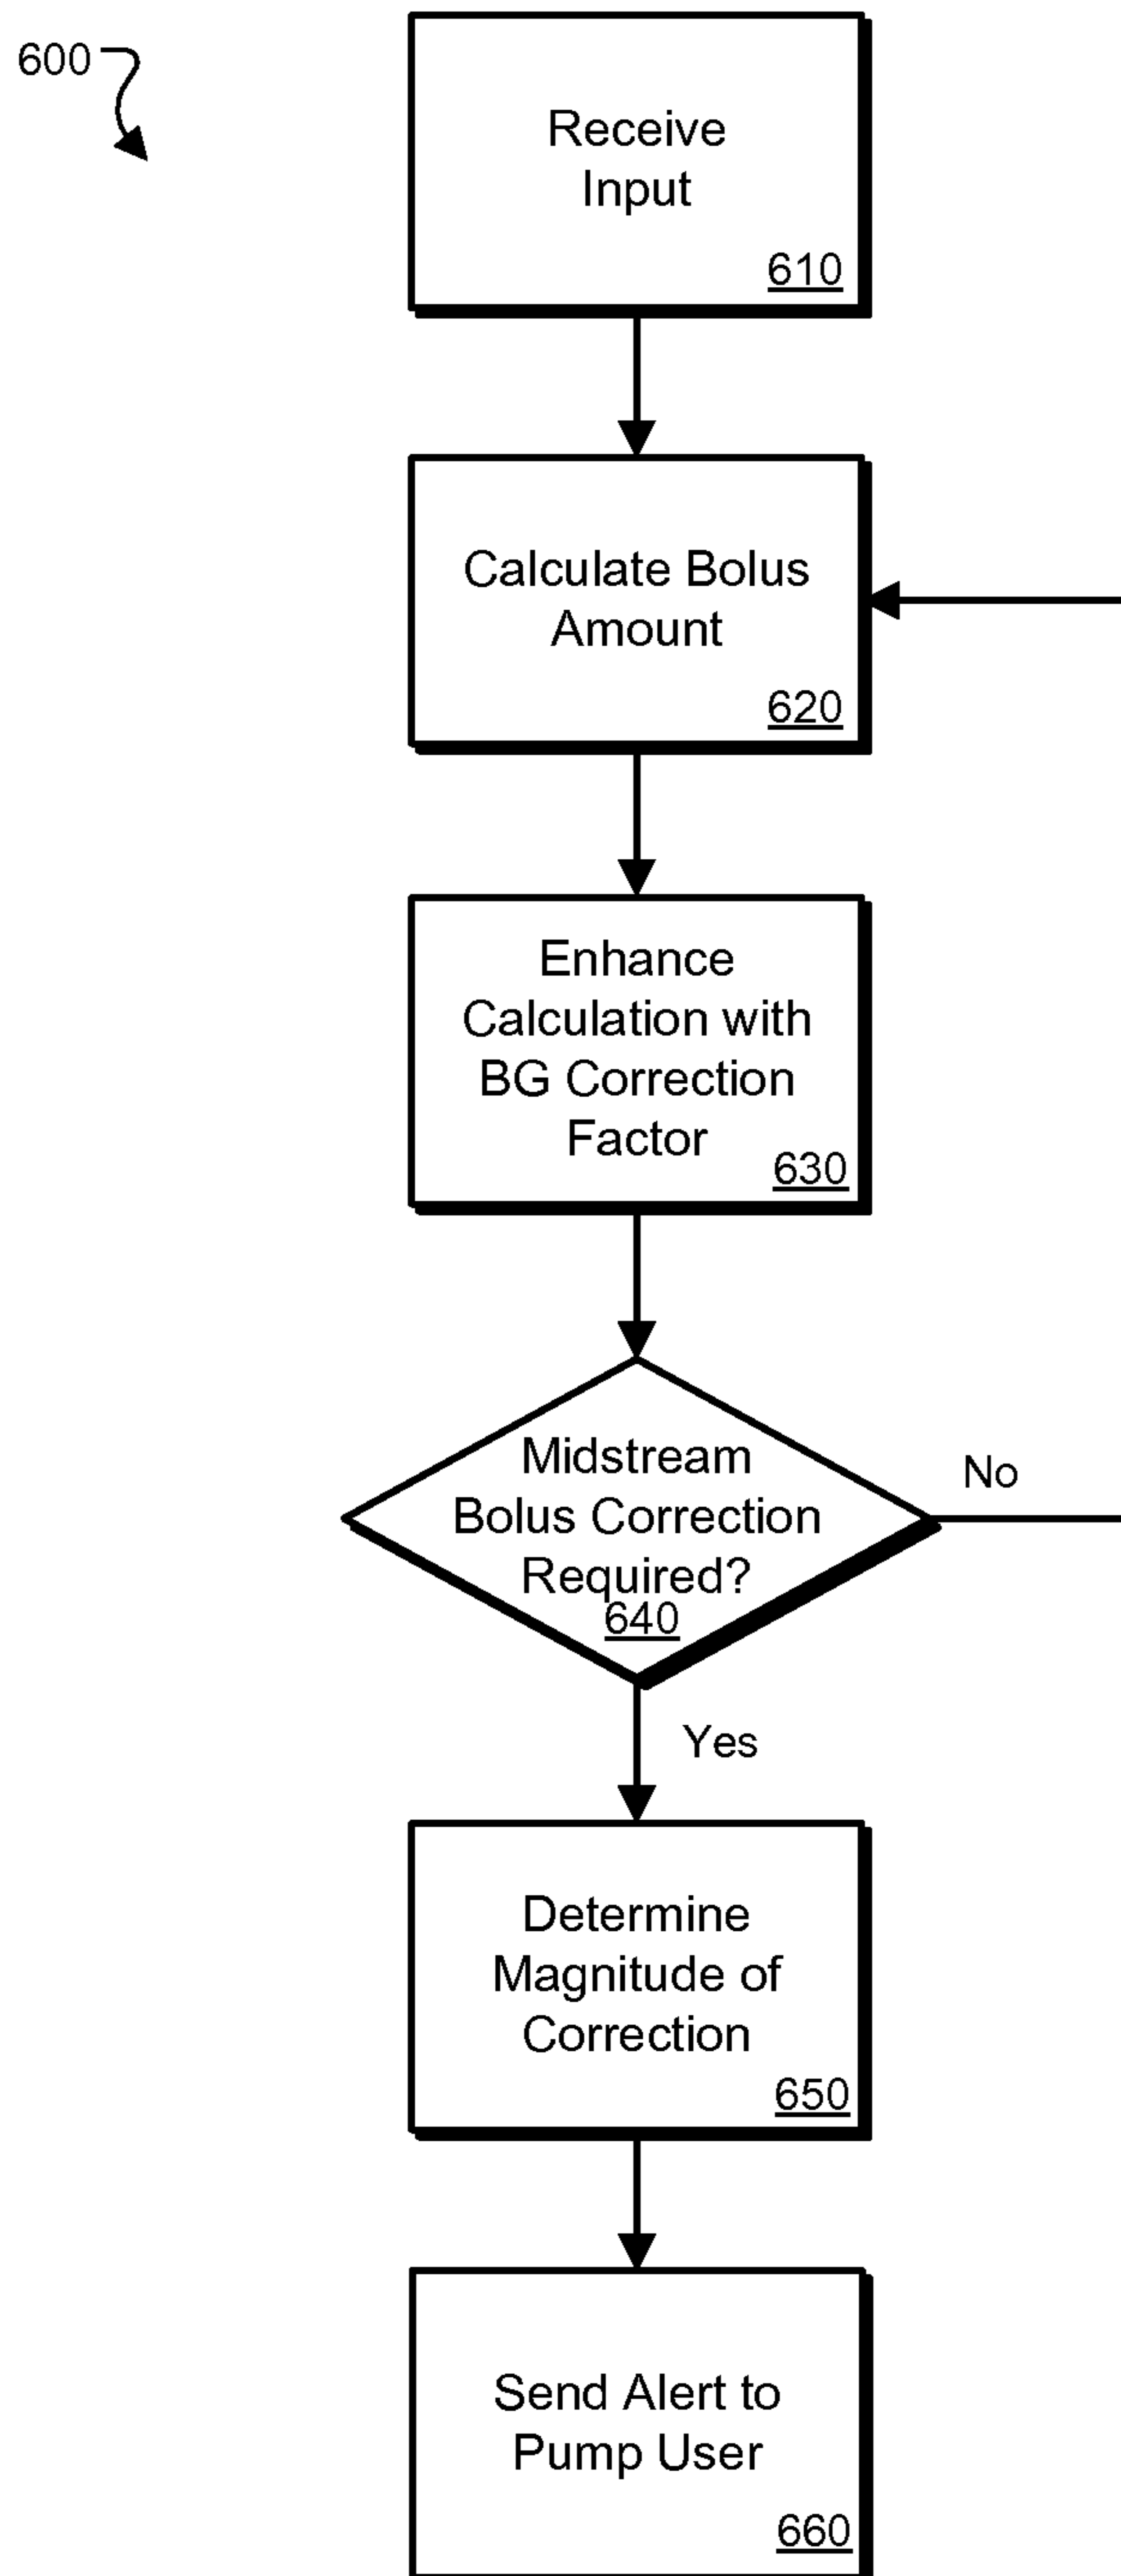 600
Receive
Input
610
Calculate Bolus
Amount
620
Enhance
Calculation with
BG Correction
Factor
630
Midstream
Bolus Correction
Required?
640
No
Yes
Determine
Magnitude of
Correction
650
Send Alert to
Pump User
660